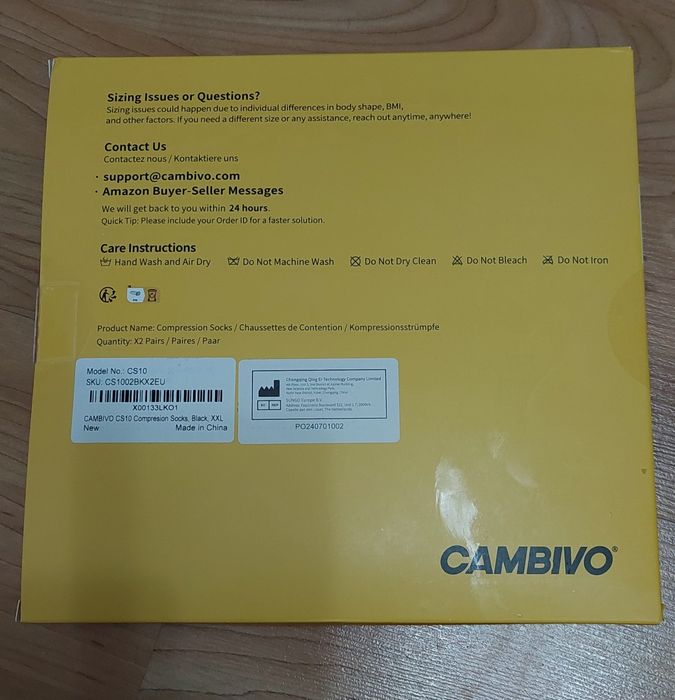 Sizing Issues or Questions?
Sizing issues could happen due to individual differences in body shape, BMI,
and other factors. If you need a different size or any assistance, reach out anytime, anywhere!
Contact Us
Contactez nous / Kontaktiere uns
· support@cambivo.com
· Amazon Buyer-Seller Messages
We will get back to you within 24 hours.
Quick Tip: Please include your Order ID for a faster solution.
Care Instructions
Hand Wash and Air Dry Do Not Machine Wash Do Not Dry Clean Do Not Bleach Do Not Iron
Product Name: Compression Socks / Chaussettes de Contention / Kompressionsstrümpfe
Quantity: X2 Pairs / Paires / Paar
Model No.: CS10
SKU: CS1002BKX2EU
X00133LKO1
CAMBIVO CS10 Compresion Socks, Black, XXL
New Made in China
Chongqing Qing Er Technology Company Limited
EC REP
SUNGO Europe B.V.
PO240701002
CAMBIVO®